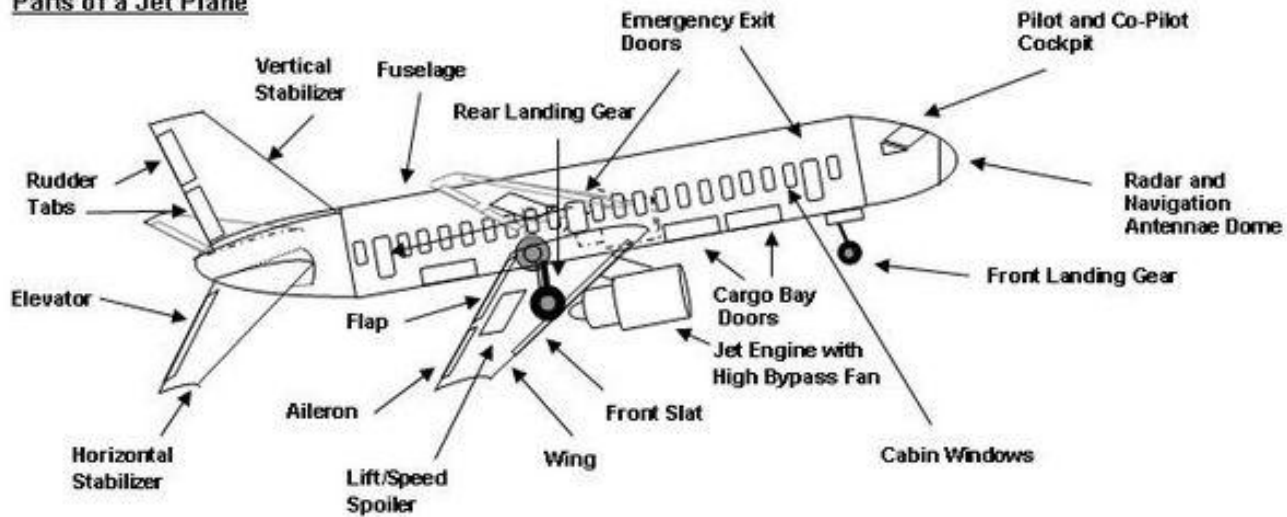 Parts of a Jet Plane
Emergency Exit
Doors
Pilot and Co-Pilot
Cockpit
Vertical
Stabilizer
Fuselage
Rear Landing Gear
Rudder
Tabs
Radar and
Navigation
Antennae Dome
Front Landing Gear
Elevator
Flap
Cargo Bay
Doors
Jet Engine with
High Bypass Fan
Aileron
Front Slat
Horizontal
Stabilizer
Lift/Speed
Spoiler
Wing
Cabin Windows